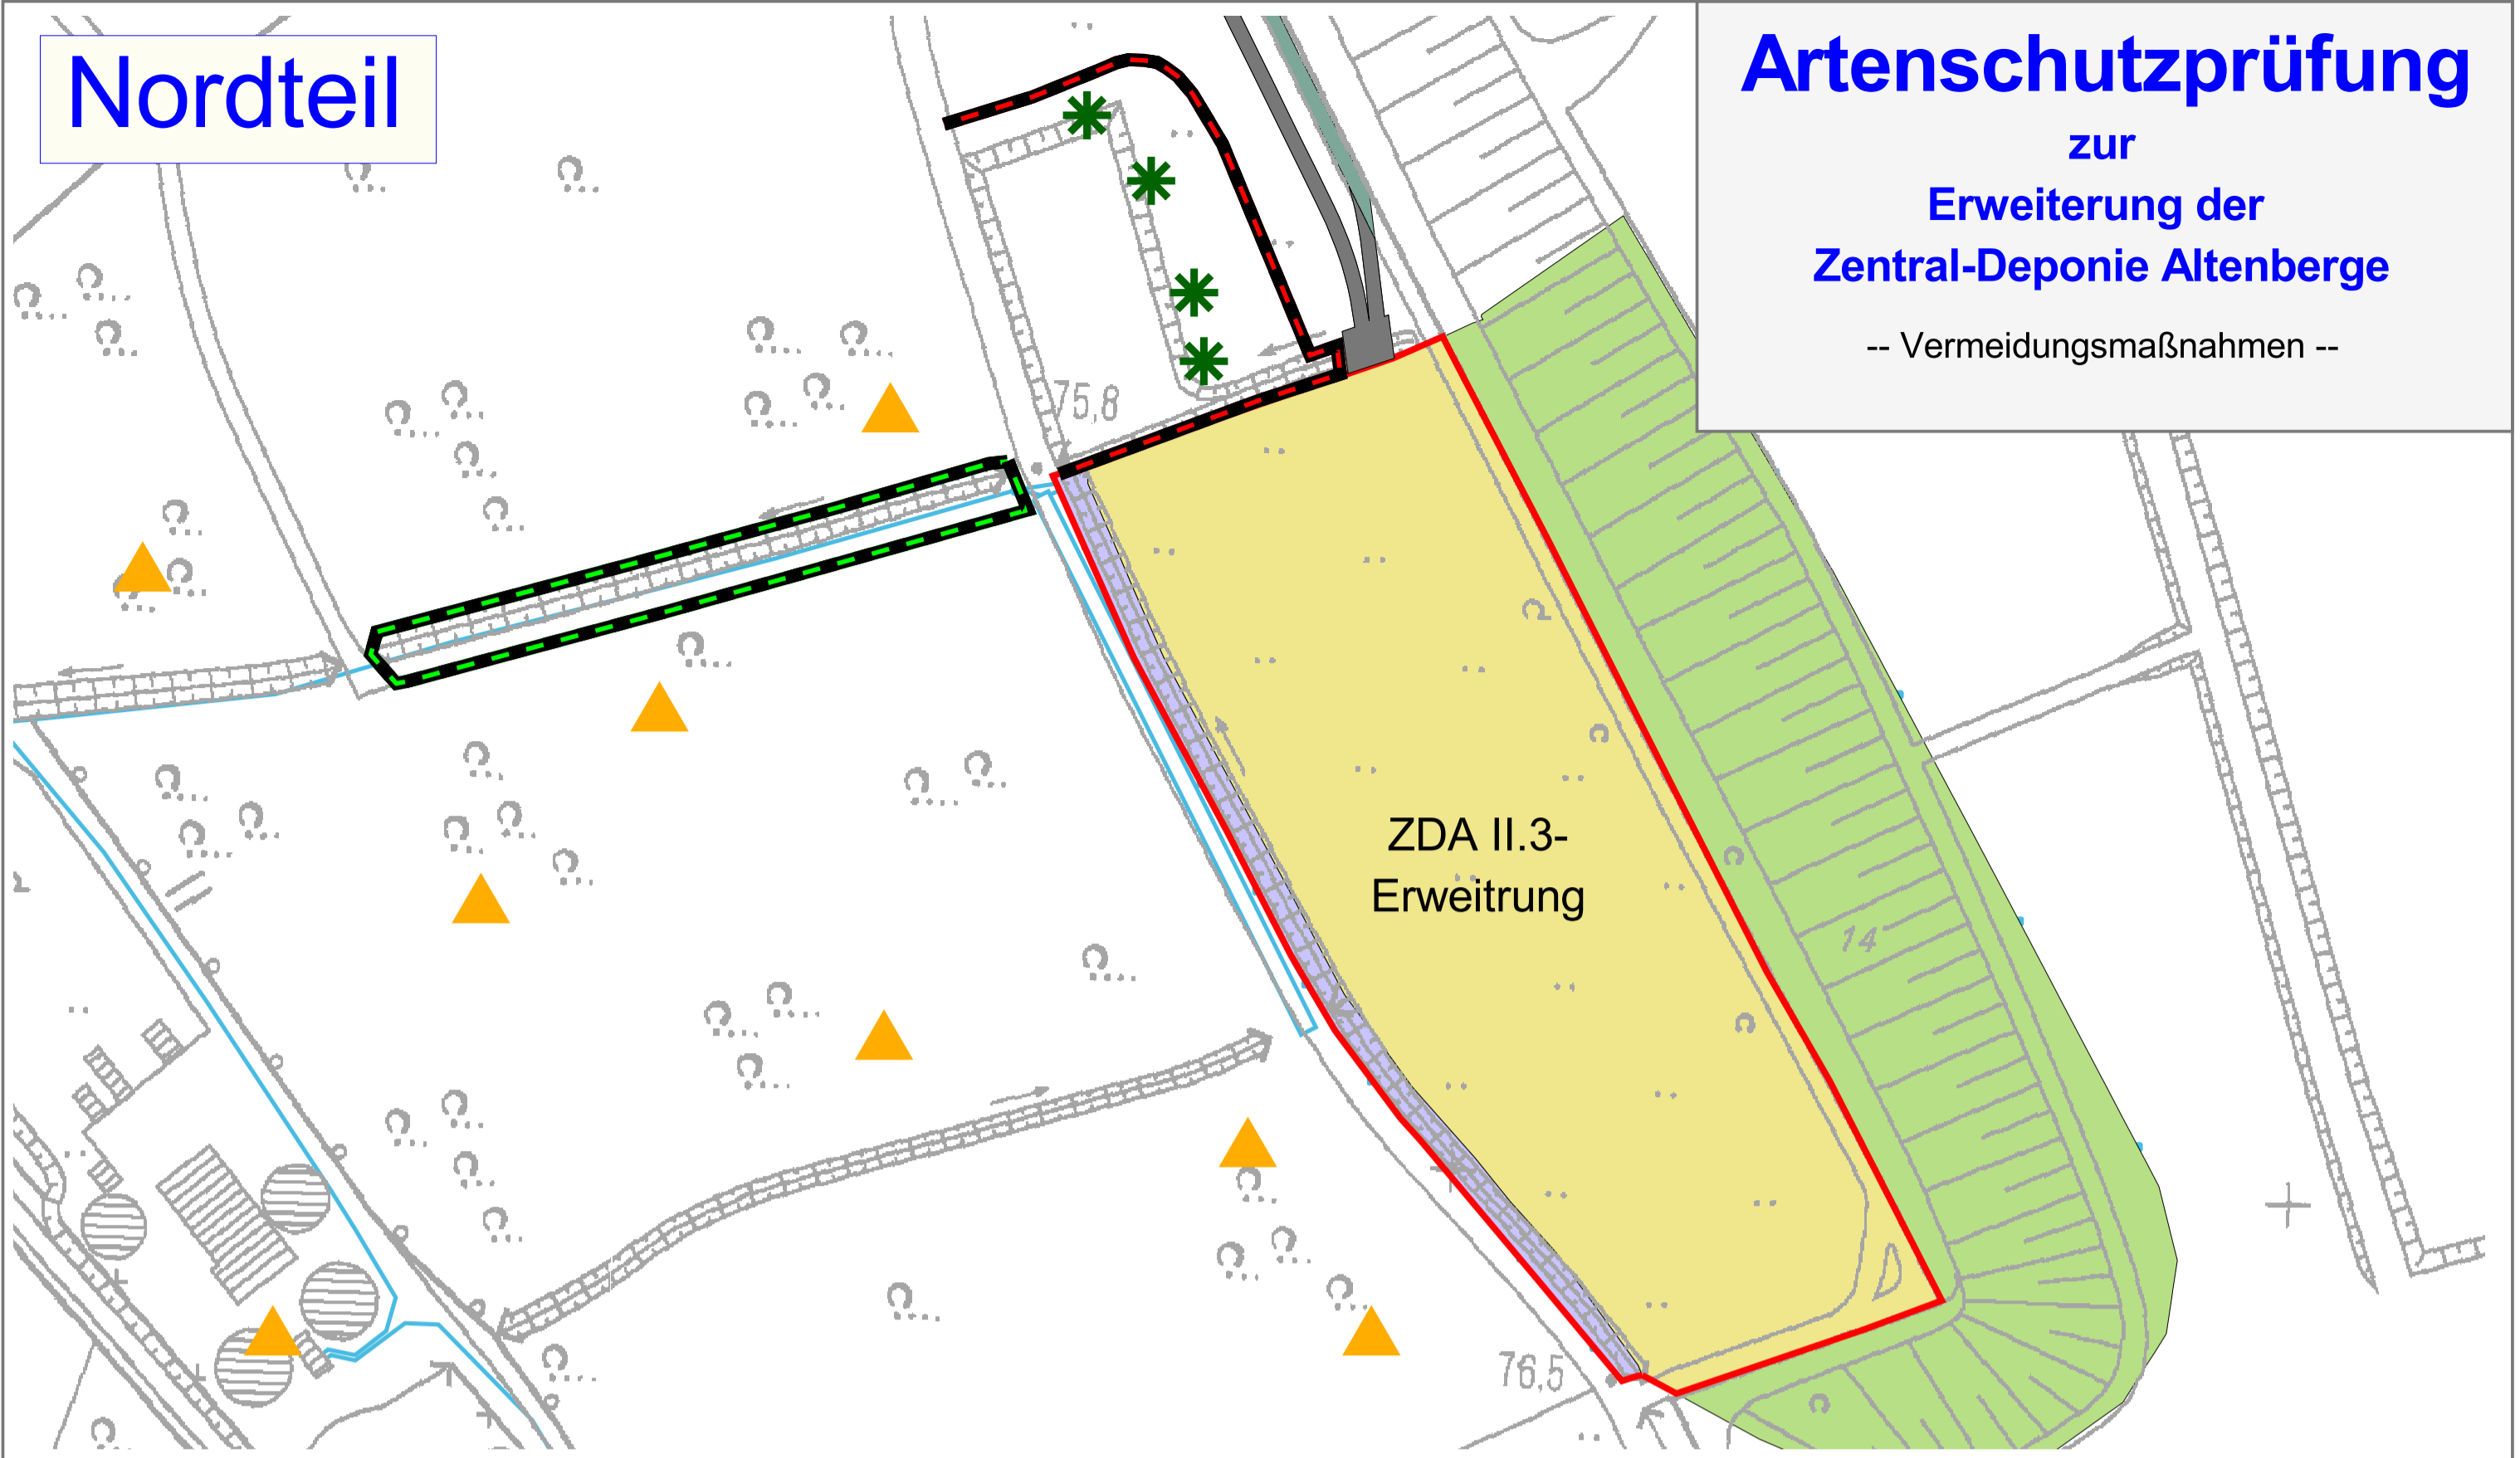 Nordteil
Artenschutzprüfung
zur
Erweiterung der
Zentral-Deponie Altenberge
-- Vermeidungsmaßnahmen --
75,8
ZDA II.3-
Erweitrung
14
76,5